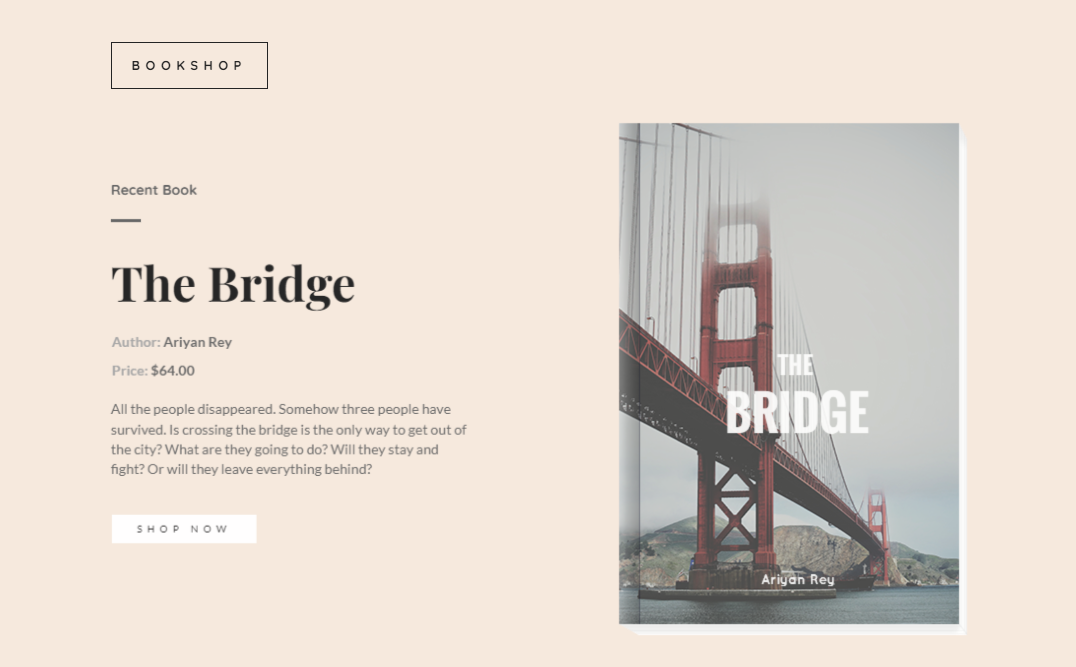 BOOKSHOP
Recent Book
The Bridge
Author: Ariyan Rey
Price: $64.00
All the people disappeared. Somehow three people have
survived. Is crossing the bridge is the only way to get out of
the city? What are they going to do? Will they stay and
fight? Or will they leave everything behind?
SHOP NOW
THE
BRIDGE
Ariyan Rey